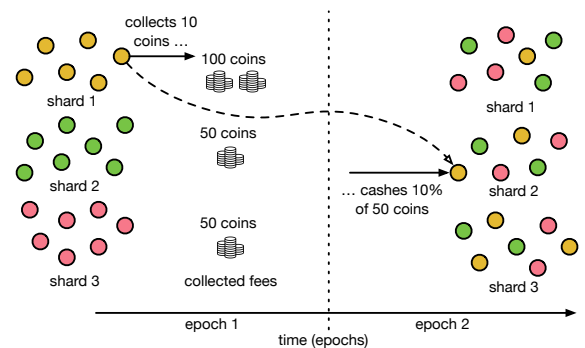 collects 10
coins ...
100 coins
shard 1
50 coins
shard 2
50 coins
shard 3
collected fees
shard 1
... cashes 10%
of 50 coins
shard 2
shard 3
epoch 1
epoch 2
time (epochs)